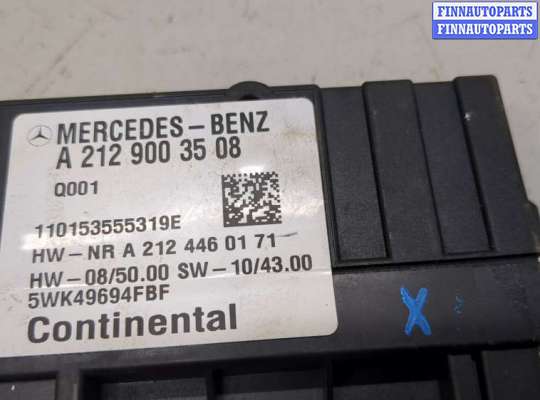 FINNAUTOPARTS
FINNAUTOPARTS
MERCEDES-BENZ
A 212 900 35 08
Q001
110153555319E
HW-NR A 212 446 01 71
HW-08/50.00 SW-10/43.00
5WK49694FBF
Continental
X